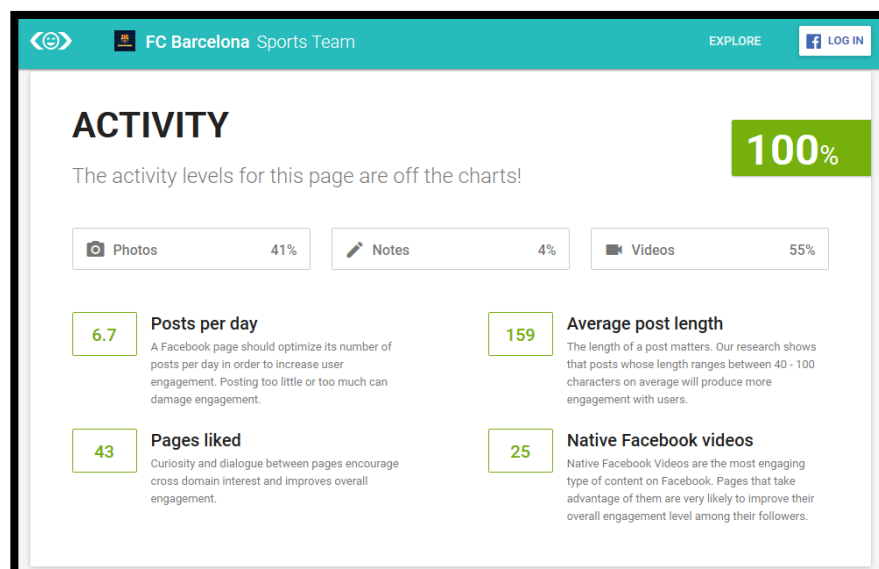 FC Barcelona Sports Team
EXPLORE
LOG IN
ACTIVITY
100%
The activity levels for this page are off the charts!
Photos 41%
Notes 4%
Videos 55%
6.7
Posts per day
A Facebook page should optimize its number of
posts per day in order to increase user
engagement. Posting too little or too much can
damage engagement.
159
Average post length
The length of a post matters. Our research shows
that posts whose length ranges between 40 - 100
characters on average will produce more
engagement with users.
43
Pages liked
Curiosity and dialogue between pages encourage
cross domain interest and improves overall
engagement.
25
Native Facebook videos
Native Facebook Videos are the most engaging
type of content on Facebook. Pages that take
advantage of them are very likely to improve their
overall engagement level among their followers.